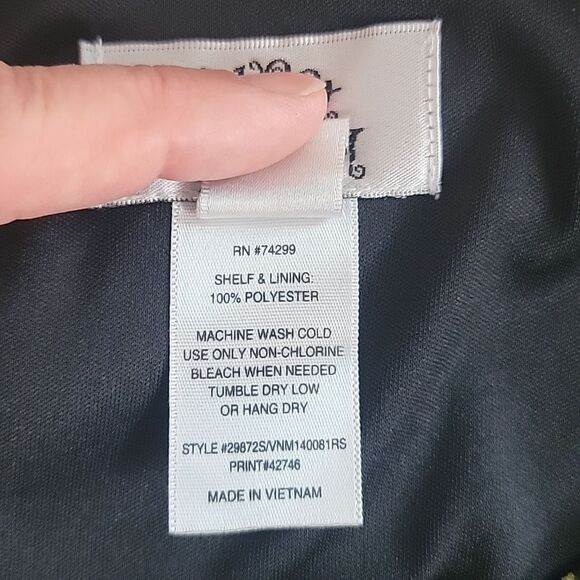 RN #74299
SHELF & LINING:
100% POLYESTER
MACHINE WASH COLD
USE ONLY NON-CHLORINE
BLEACH WHEN NEEDED
TUMBLE DRY LOW
OR HANG DRY
STYLE #29872S/VNM140081RS
PRINT#42746
MADE IN VIETNAM